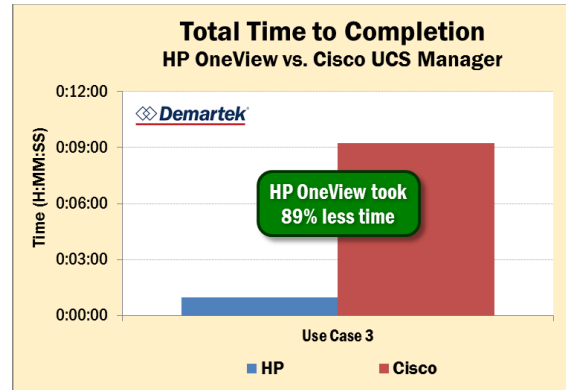 Total Time to Completion
HP OneView vs. Cisco UCS Manager
0:12:00
Demartek
0:09:00
HP OneView took
89% less time
0:06:00
Time (H:MM:SS)
0:03:00
0:00:00
Use Case 3
HP
Cisco